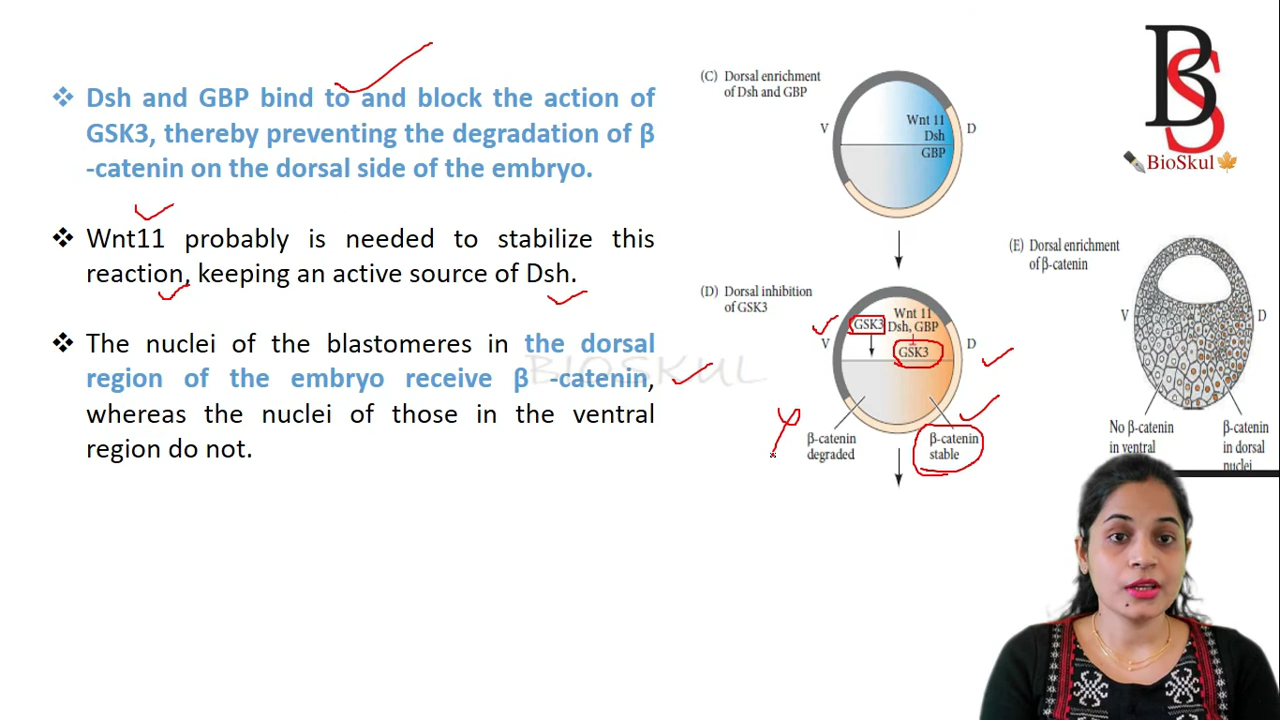 ❖ Dsh and GBP bind to and block the action of
GSK3, thereby preventing the degradation of β
-catenin on the dorsal side of the embryo.
❖ Wnt11 probably is needed to stabilize this
reaction, keeping an active source of Dsh.
❖ The nuclei of the blastomeres in the dorsal
region of the embryo receive β -catenin,
whereas the nuclei of those in the ventral
region do not.
BIOSKUL
(C) Dorsal enrichment
of Dsh and GBP
V
Wnt 11
Dsh
GBP
D
(D) Dorsal inhibition
of GSK3
V
GSK3
Wnt 11
Dsh, GBP
GSK3
D
β-catenin
degraded
β-catenin
stable
BS
BioSkul
(E) Dorsal enrichment
of β-catenin
V
D
No β-catenin
in ventral
β-catenin
in dorsal
nuclei